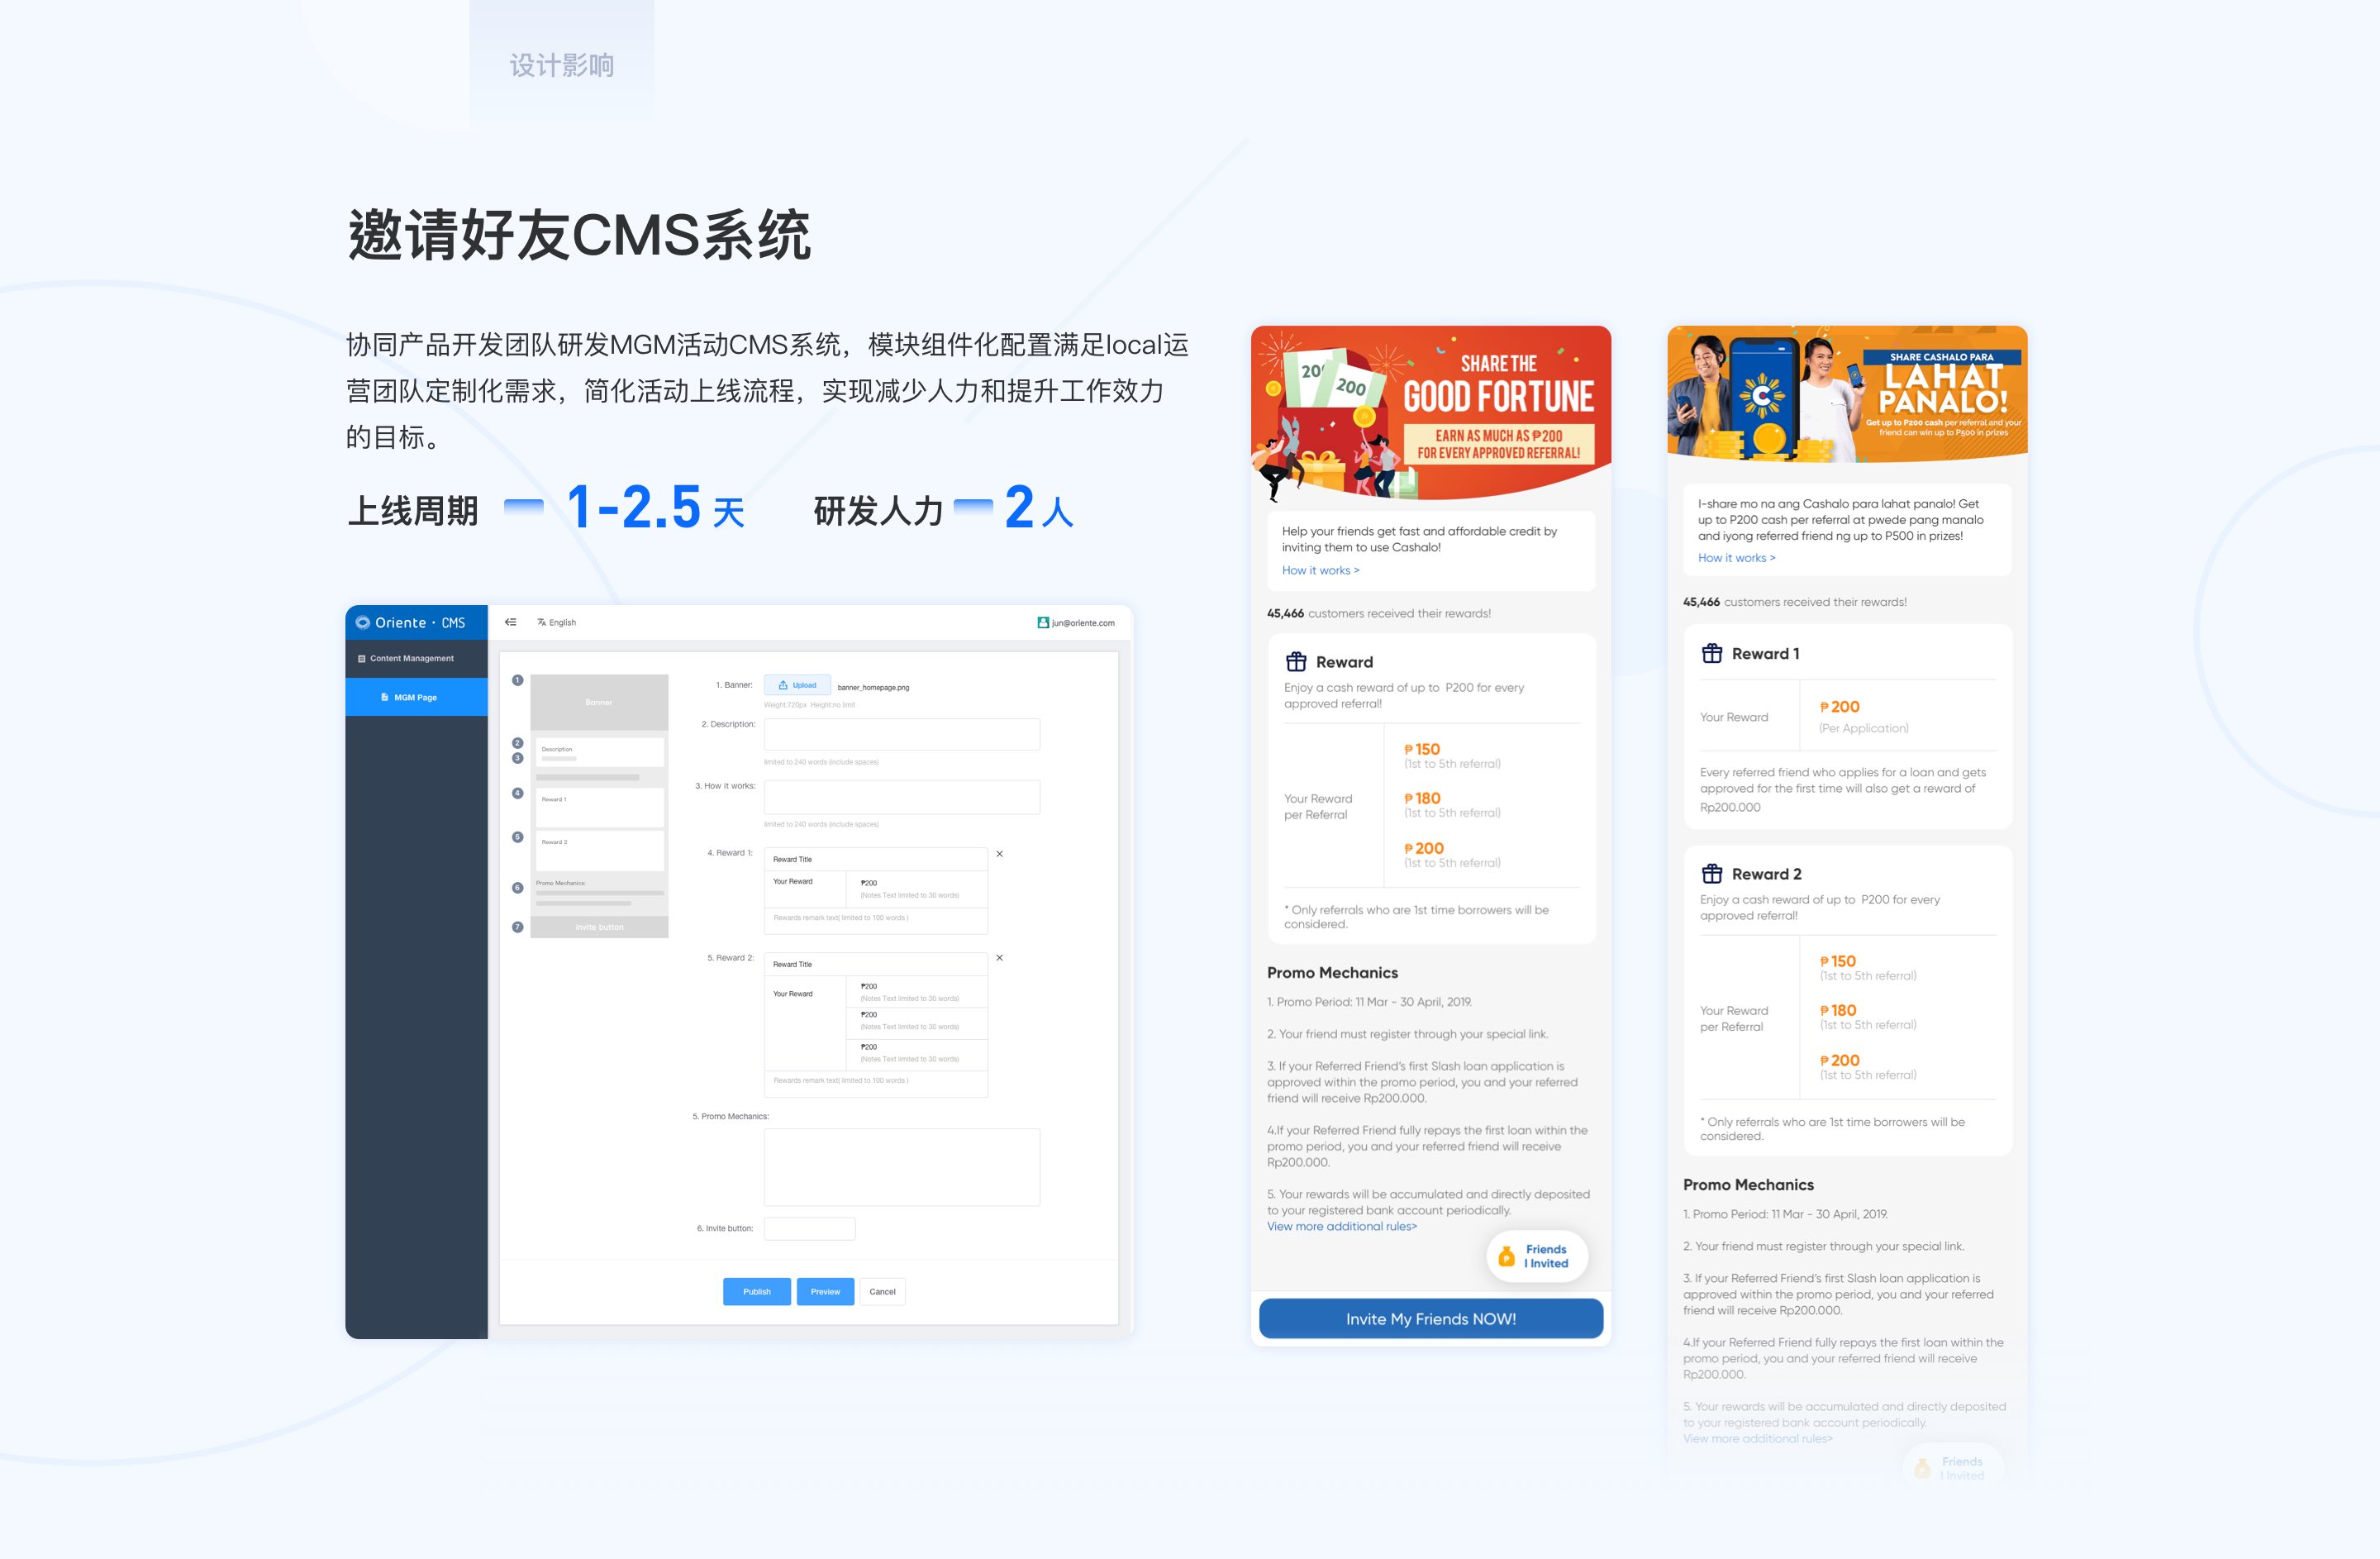 设计影响
邀请好友CMS系统
协同产品开发团队研发MGM活动CMS系统，模块组件化配置满足local运
营团队定制化需求，简化活动上线流程，实现减少人力和提升工作效力
的目标。
上线周期 1-2.5 天 研发人力 2 人
Oriente · CMS
English
jun@oriente.com
Content Management
MGM Page
1
Banner
2
Description
3
4
Reward 1
5
Reward 2
6
Promo Mechanics:
7
Invite button
1. Banner:
Upload
banner_homepage.png
Weight:720px Height:no limit
2. Description:
limited to 240 words (include spaces)
3. How it works:
limited to 240 words (include spaces)
4. Reward 1:
Reward Title
Your Reward
₱200
(Notes Text limited to 30 words)
Rewards remark text( limited to 100 words )
5. Reward 2:
Reward Title
Your Reward
₱200
(Notes Text limited to 30 words)
₱200
(Notes Text limited to 30 words)
₱200
(Notes Text limited to 30 words)
Rewards remark text( limited to 100 words )
5. Promo Mechanics:
6. Invite button:
Publish
Preview
Cancel
200
200
SHARE THE
GOOD FORTUNE
EARN AS MUCH AS ₱200
FOR EVERY APPROVED REFERRAL!
Help your friends get fast and affordable credit by
inviting them to use Cashalo!
How it works >
45,466 customers received their rewards!
Reward
Enjoy a cash reward of up to P200 for every
approved referral!
Your Reward
per Referral
₱ 150
(1st to 5th referral)
₱ 180
(1st to 5th referral)
₱ 200
(1st to 5th referral)
* Only referrals who are 1st time borrowers will be
considered.
Promo Mechanics
1. Promo Period: 11 Mar - 30 April, 2019.
2. Your friend must register through your special link.
3. If your Referred Friend's first Slash loan application is
approved within the promo period, you and your referred
friend will receive Rp200.000.
4.If your Referred Friend fully repays the first loan within the
promo period, you and your referred friend will receive
Rp200.000.
5. Your rewards will be accumulated and directly deposited
to your registered bank account periodically.
View more additional rules>
Friends
I Invited
Invite My Friends NOW!
SHARE CASHALO PARA
LAHAT
PANALO!
Get up to P200 cash per referral and your
friend can win up to P500 in prizes
I-share mo na ang Cashalo para lahat panalo! Get
up to P200 cash per referral at pwede pang manalo
and iyong referred friend ng up to P500 in prizes!
How it works >
45,466 customers received their rewards!
Reward 1
Your Reward
₱ 200
(Per Application)
Every referred friend who applies for a loan and gets
approved for the first time will also get a reward of
Rp200.000
Reward 2
Enjoy a cash reward of up to P200 for every
approved referral!
Your Reward
per Referral
₱ 150
(1st to 5th referral)
₱ 180
(1st to 5th referral)
₱ 200
(1st to 5th referral)
* Only referrals who are 1st time borrowers will be
considered.
Promo Mechanics
1. Promo Period: 11 Mar - 30 April, 2019.
2. Your friend must register through your special link.
3. If your Referred Friend's first Slash loan application is
approved within the promo period, you and your referred
friend will receive Rp200.000.
4.If your Referred Friend fully repays the first loan within the
promo period, you and your referred friend will receive
Rp200.000.
5. Your rewards will be accumulated and directly deposited
to your registered bank account periodically.
View more additional rules>
Friends
I Invited